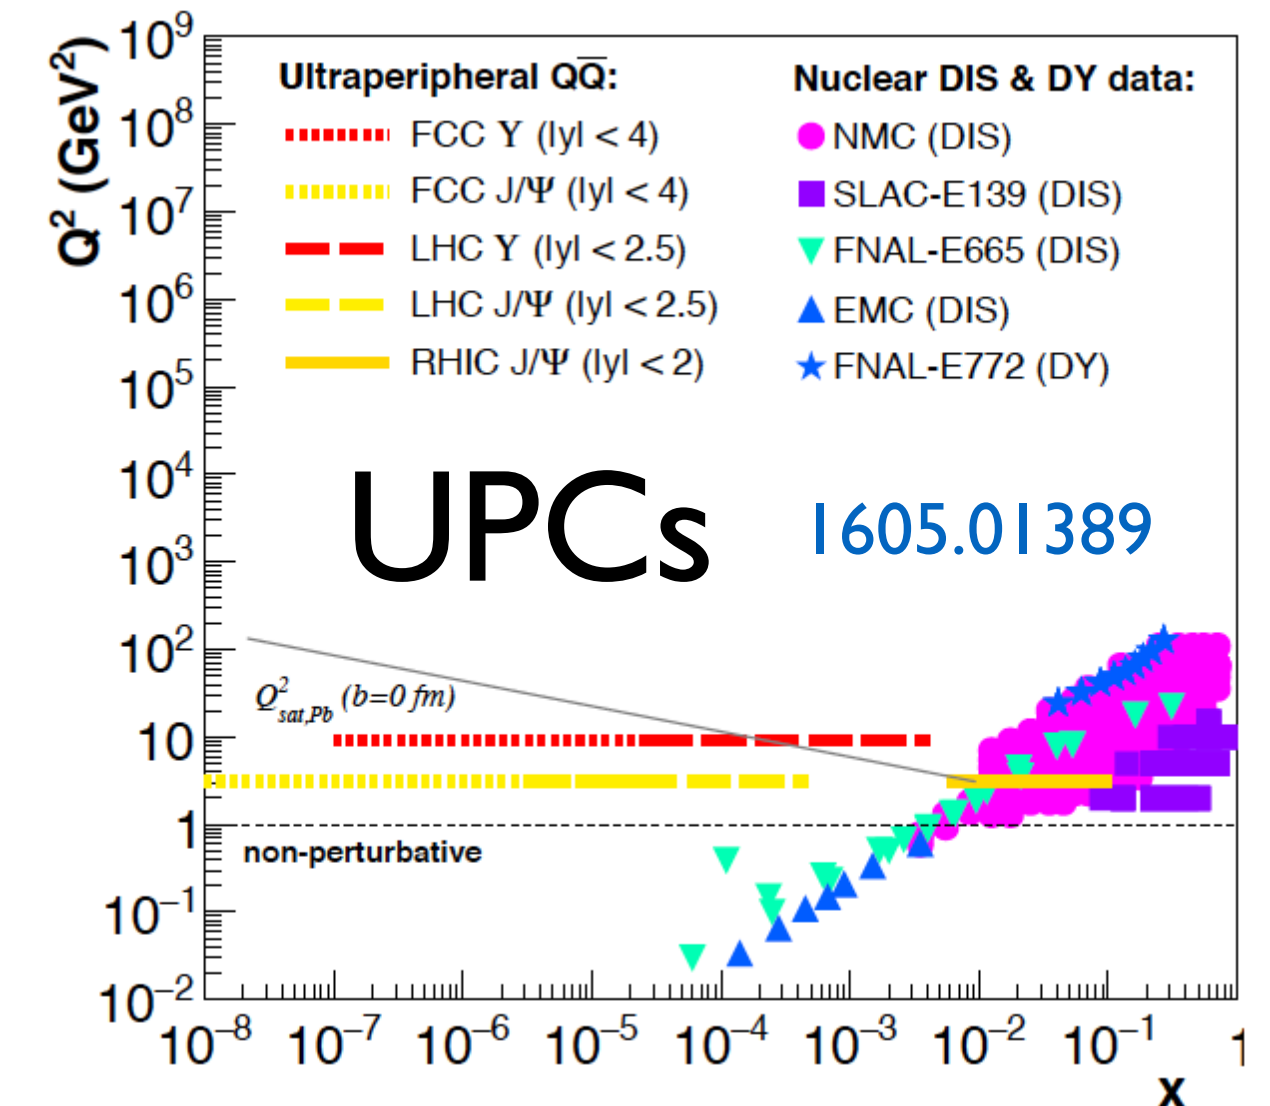 Q² (GeV²)
10⁹
10⁸
10⁷
10⁶
10⁵
10⁴
10³
10²
10
1
10⁻¹
10⁻²
Ultraperipheral QQ̅:
FCC ϒ (|y| < 4)
FCC J/Ψ (|y| < 4)
LHC ϒ (|y| < 2.5)
LHC J/Ψ (|y| < 2.5)
RHIC J/Ψ (|y| < 2)
Nuclear DIS & DY data:
NMC (DIS)
SLAC-E139 (DIS)
FNAL-E665 (DIS)
EMC (DIS)
FNAL-E772 (DY)
UPCs
1605.01389
Q²sat,Pb (b=0 fm)
non-perturbative
10⁻⁸ 10⁻⁷ 10⁻⁶ 10⁻⁵ 10⁻⁴ 10⁻³ 10⁻² 10⁻¹ 1
x